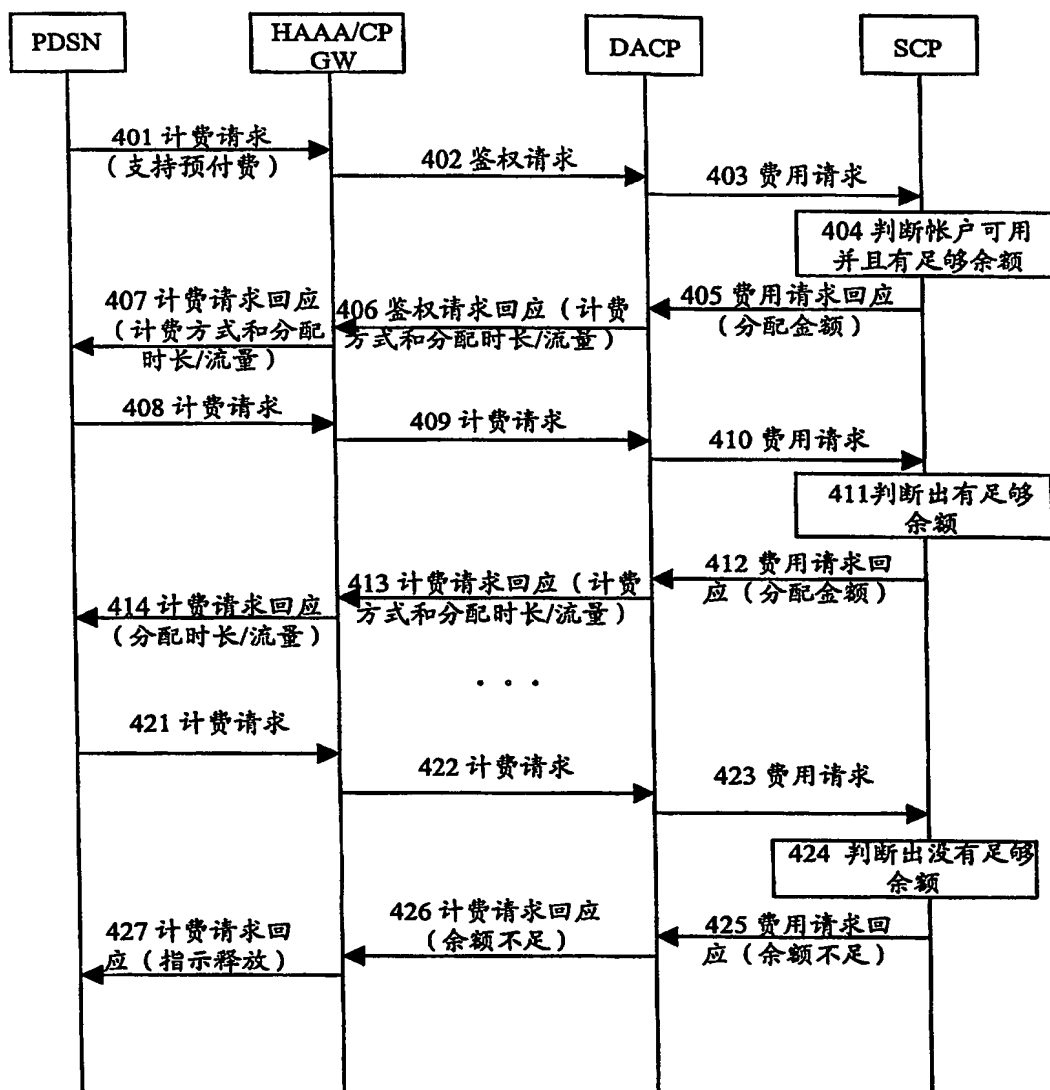 PDSN
HAAA/CP
GW
DACP
SCP
401 计费请求
（支持预付费）
402 鉴权请求
403 费用请求
404 判断帐户可用
并且有足够余额
405 费用请求回应
（分配金额）
406 鉴权请求回应（计费
方式和分配时长/流量）
407 计费请求回应
（计费方式和分配
时长/流量）
408 计费请求
409 计费请求
410 费用请求
411判断出有足够
余额
412 费用请求回
应（分配金额）
413 计费请求回应（计费
方式和分配时长/流量）
414 计费请求回应
（分配时长/流量）
· · ·
421 计费请求
422 计费请求
423 费用请求
424 判断出没有足够
余额
425 费用请求回
应（余额不足）
426 计费请求回应
（余额不足）
427 计费请求回
应（指示释放）